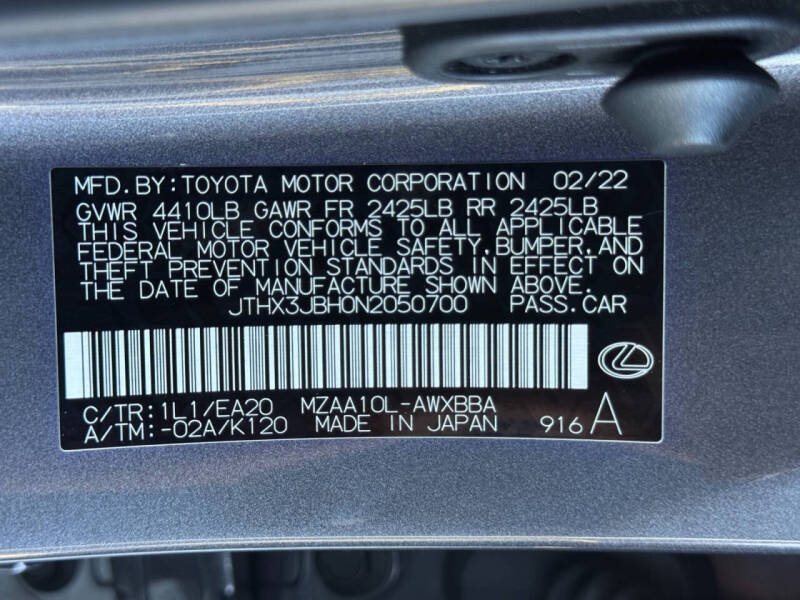 MFD.BY:TOYOTA MOTOR CORPORATION 02/22
GVWR 4410LB GAWR FR 2425LB RR 2425LB
THIS VEHICLE CONFORMS TO ALL APPLICABLE
FEDERAL MOTOR VEHICLE SAFETY,BUMPER,AND
THEFT PREVENTION STANDARDS IN EFFECT ON
THE DATE OF MANUFACTURE SHOWN ABOVE.
JTHX3JBH0N2050700 PASS.CAR
C/TR:1L1/EA20 MZAA10L-AWXBBA
A/TM:-02A/K120 MADE IN JAPAN 916 A